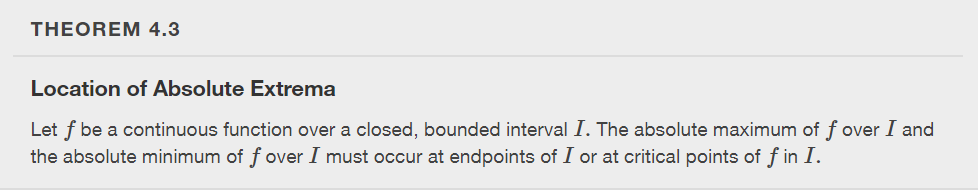 THEOREM 4.3
Location of Absolute Extrema
Let f be a continuous function over a closed, bounded interval I. The absolute maximum of f over I and
the absolute minimum of f over I must occur at endpoints of I or at critical points of f in I.